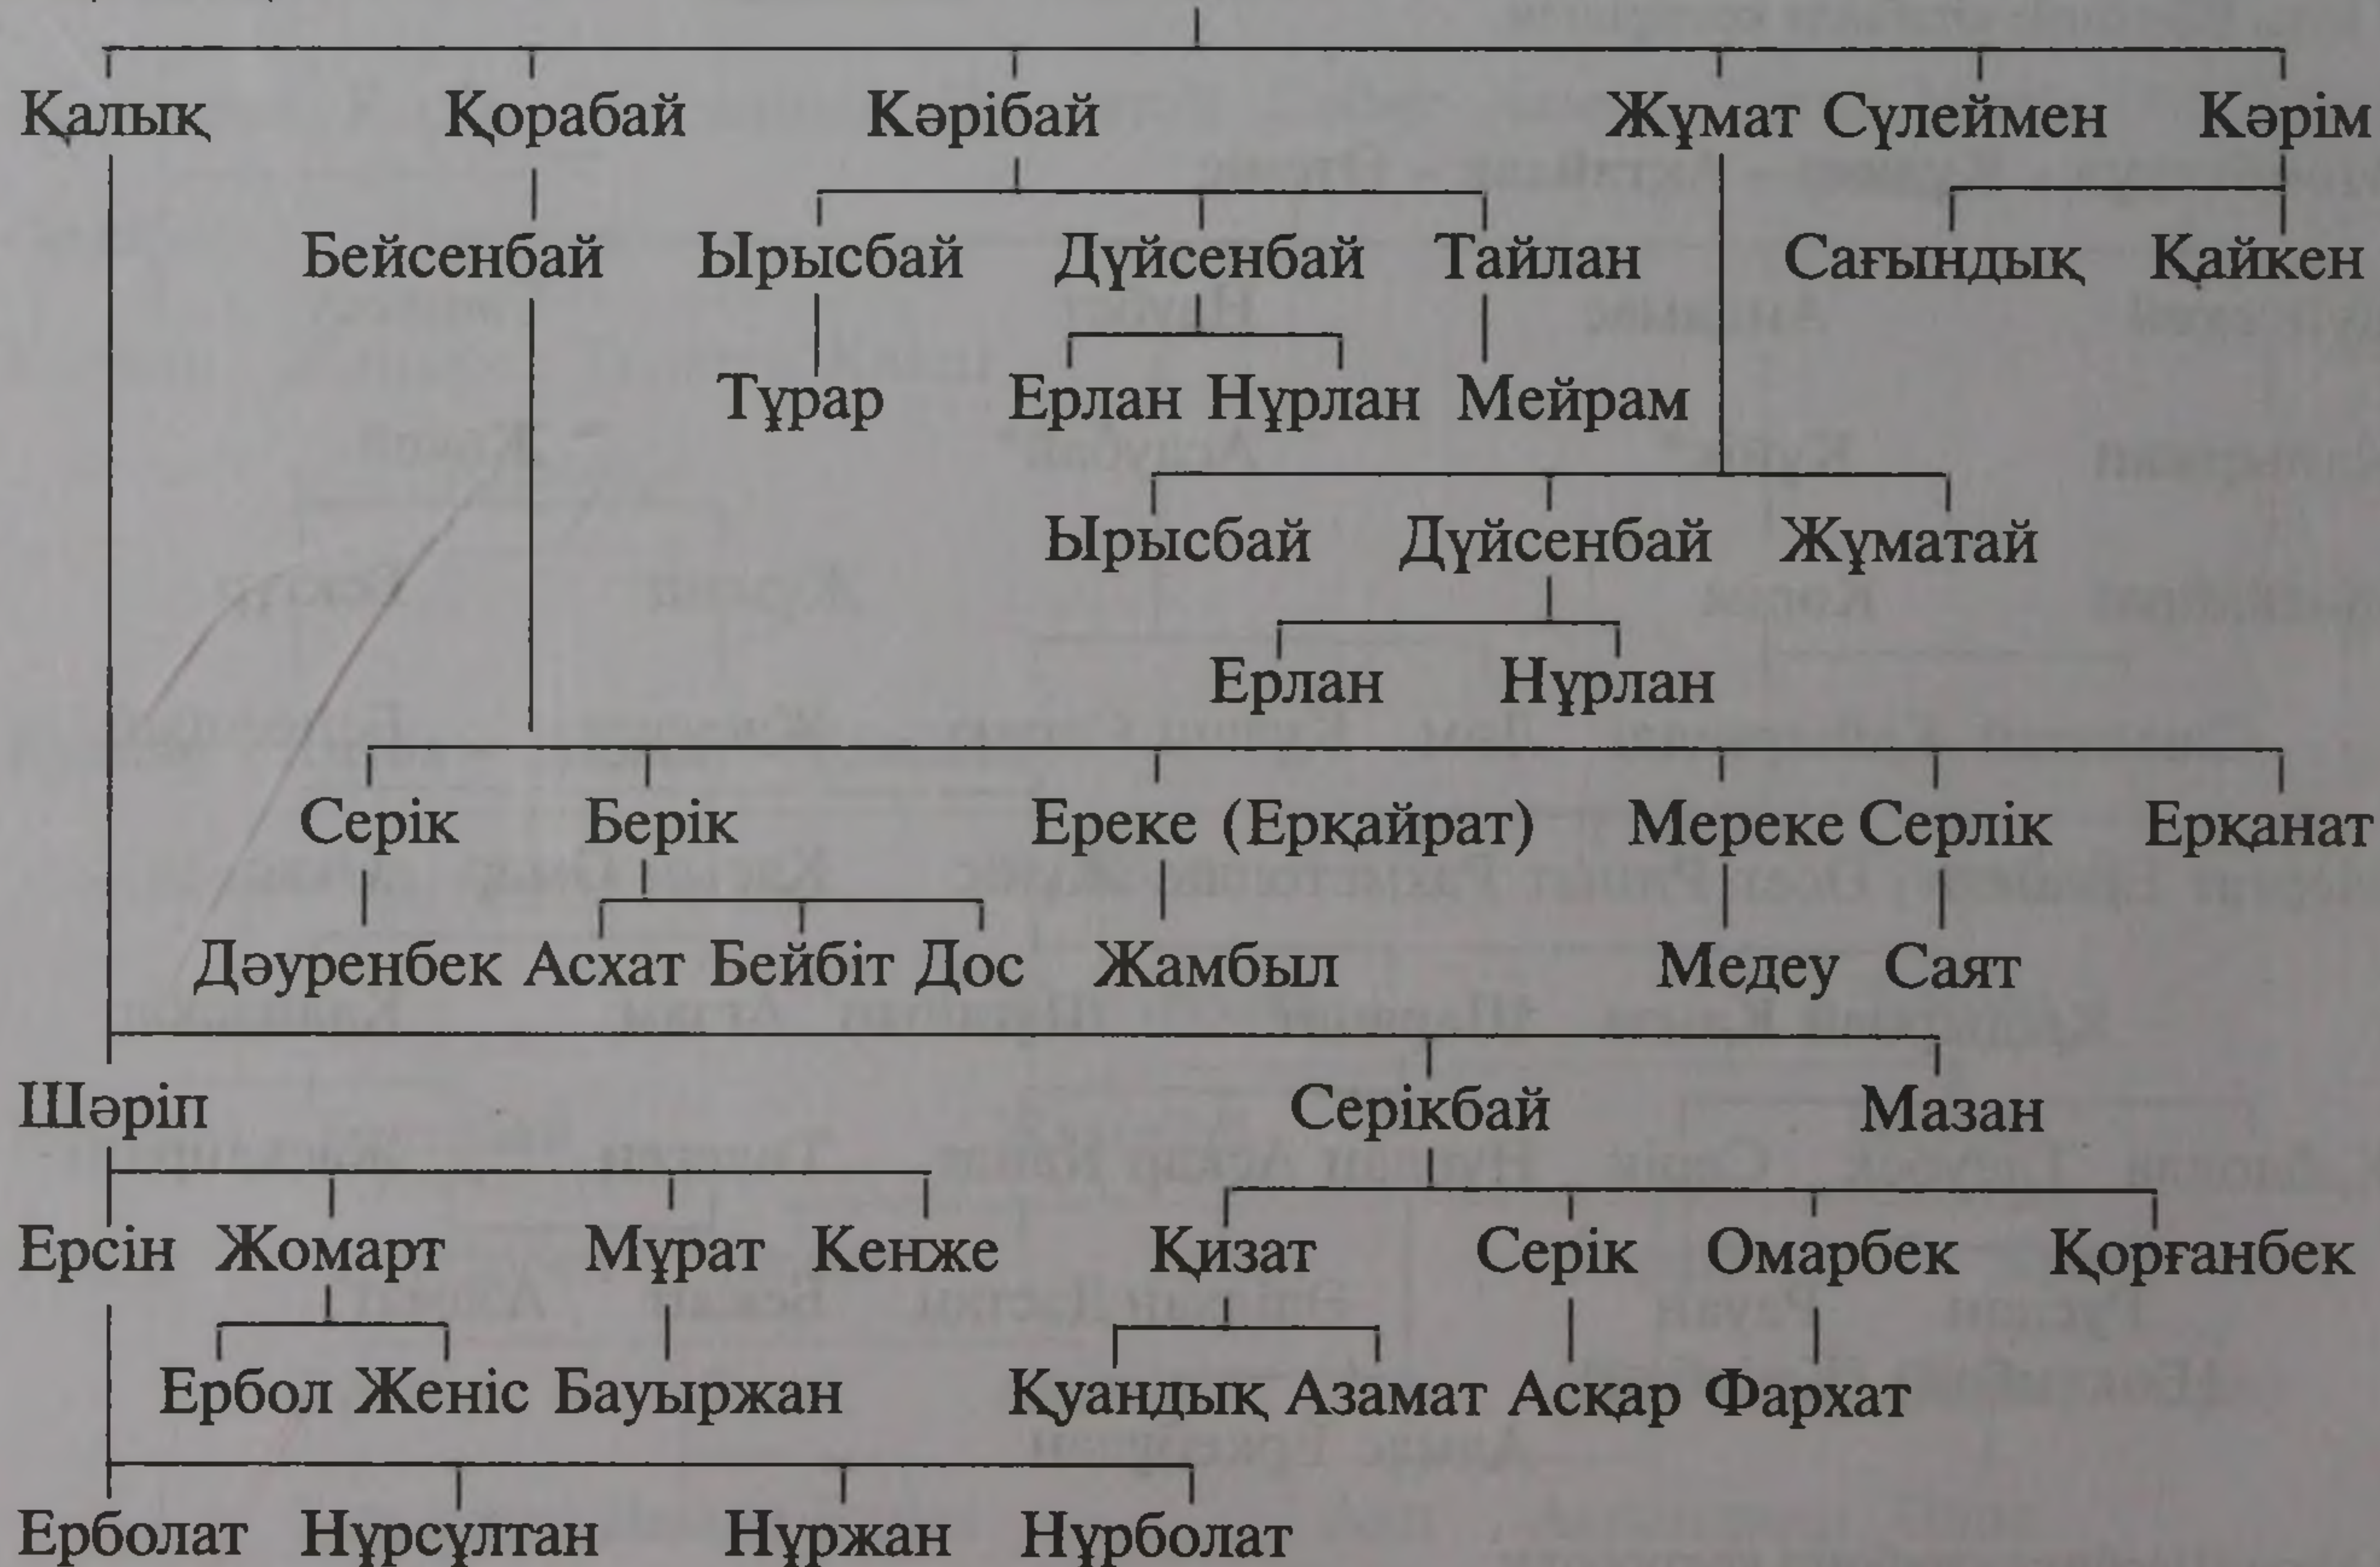 Қалық Қорабай Кәрібай Жұмат Сүлеймен Кәрім
Бейсенбай Ырысбай Дүйсенбай Тайлан Сағындық Қайкен
Тұрар Ерлан Нұрлан Мейрам
Ырысбай Дүйсенбай Жұматай
Ерлан Нұрлан
Серік Берік Ереке (Ерқайрат) Мереке Серлік Ерқанат
Дәуренбек Асхат Бейбіт Дос Жамбыл Медеу Саят
Шәріп Серікбай Мазан
Ерсін Жомарт Мұрат Кенже Қизат Серік Омарбек Қорғанбек
Ербол Женіс Бауыржан Қуандық Азамат Асқар Фархат
Ерболат Нұрсұлтан Нұржан Нұрболат